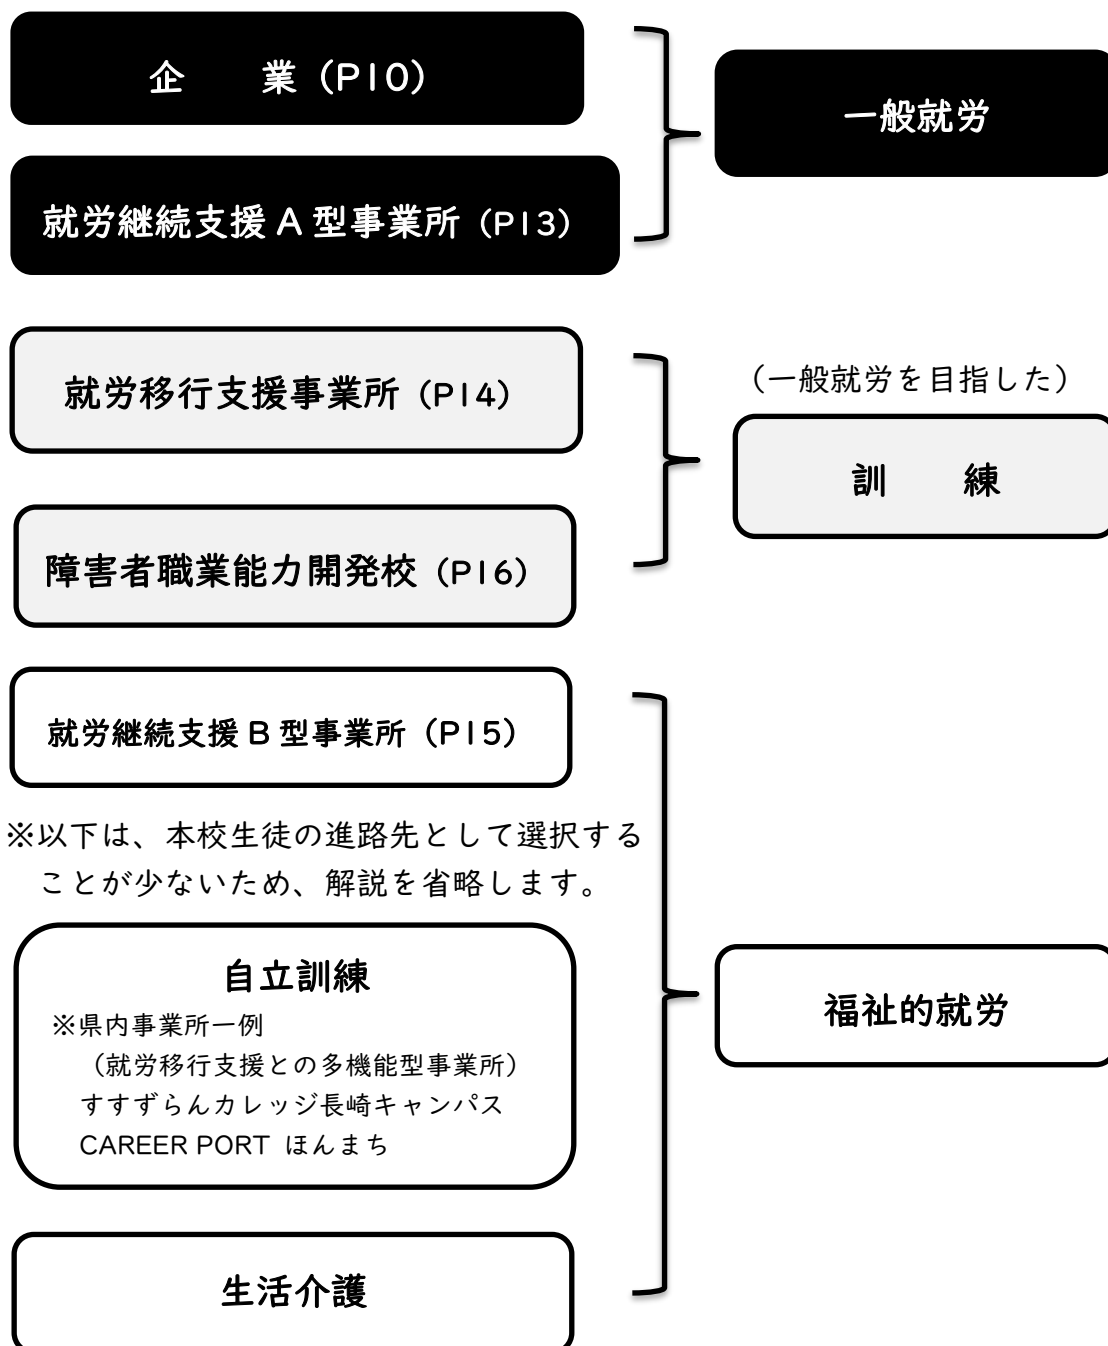 企　　業（P10）
就労継続支援A型事業所（P13）
一般就労
就労移行支援事業所（P14）
障害者職業能力開発校（P16）
（一般就労を目指した）
訓　　練
就労継続支援B型事業所（P15）
※以下は、本校生徒の進路先として選択する
ことが少ないため、解説を省略します。
自立訓練
※県内事業所一例
（就労移行支援との多機能型事業所）
すすずらんカレッジ長崎キャンパス
CAREER PORT ほんまち
生活介護
福祉的就労